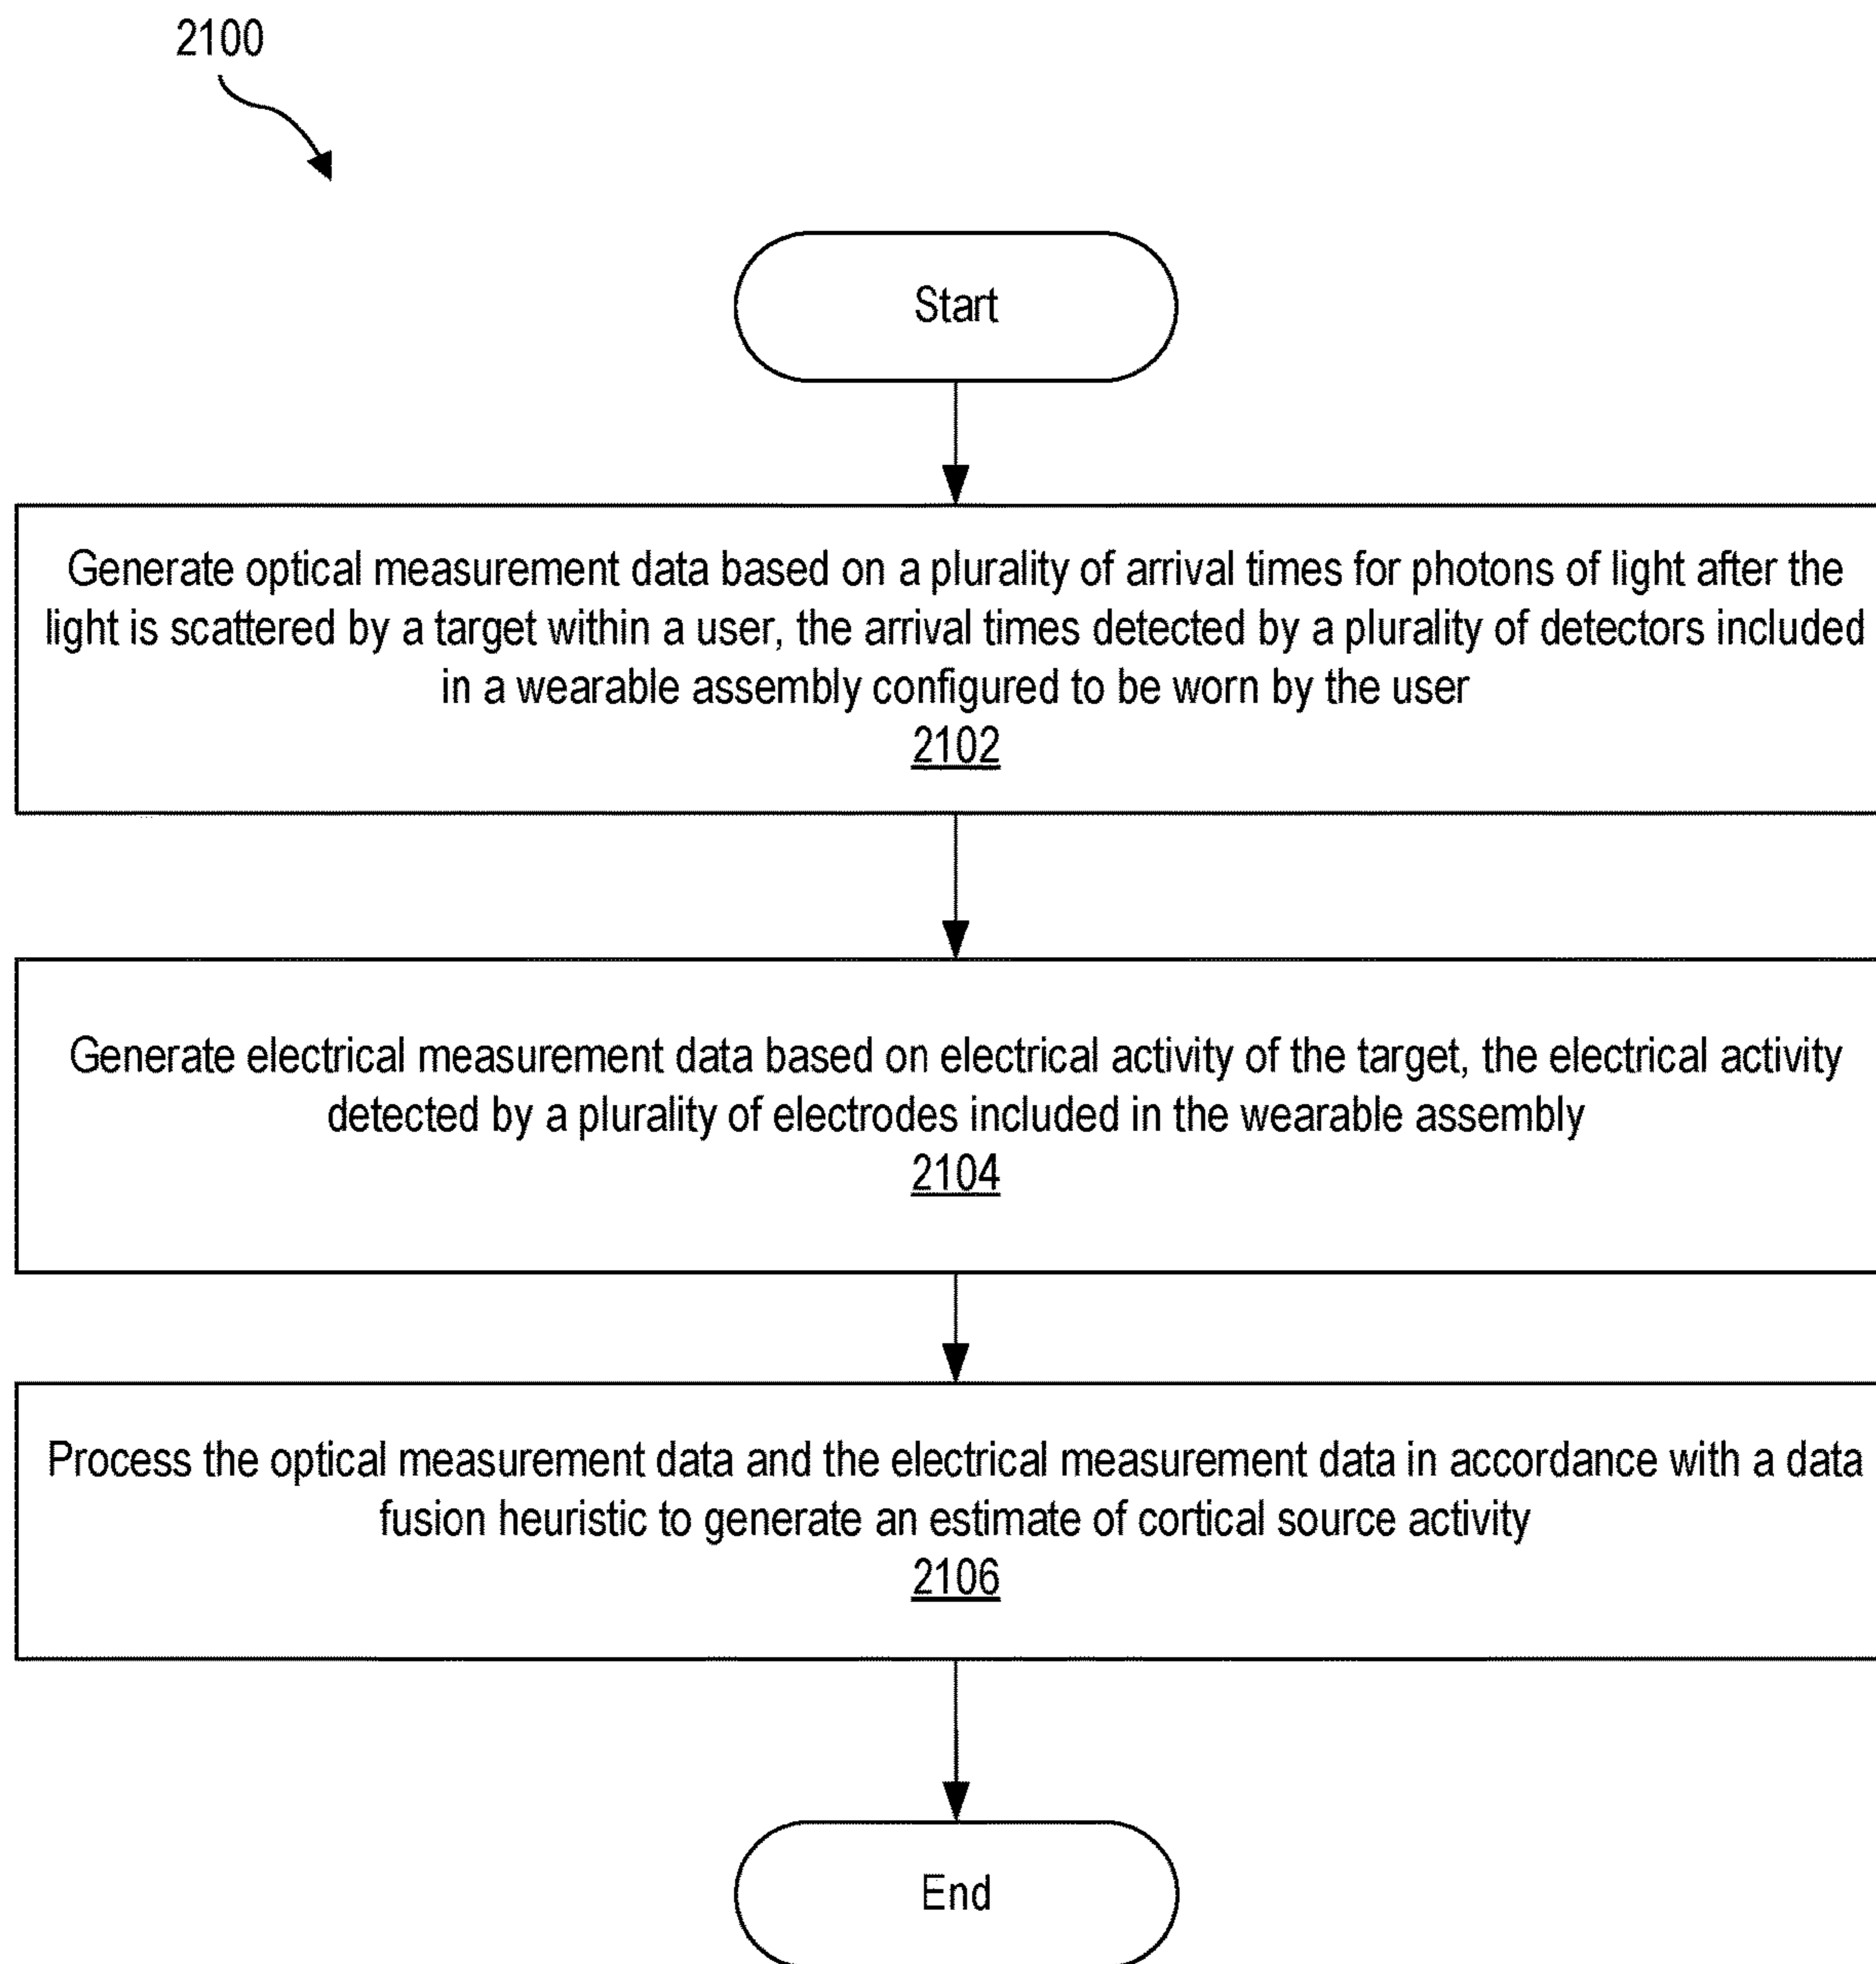 2100
Start
Generate optical measurement data based on a plurality of arrival times for photons of light after the
light is scattered by a target within a user, the arrival times detected by a plurality of detectors included
in a wearable assembly configured to be worn by the user
2102
Generate electrical measurement data based on electrical activity of the target, the electrical activity
detected by a plurality of electrodes included in the wearable assembly
2104
Process the optical measurement data and the electrical measurement data in accordance with a data
fusion heuristic to generate an estimate of cortical source activity
2106
End